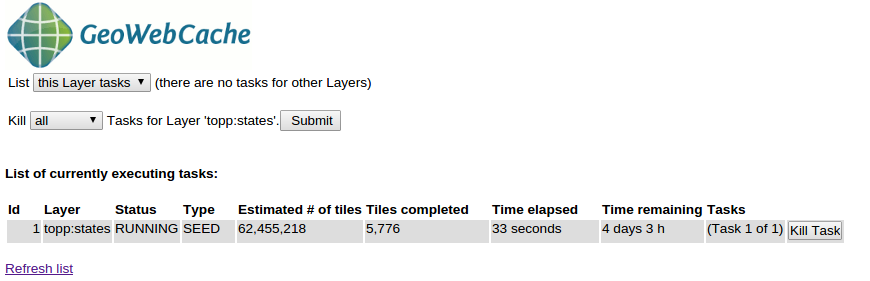 GeoWebCache
List this Layer tasks (there are no tasks for other Layers)
Kill all Tasks for Layer 'topp:states'. Submit
List of currently executing tasks:
Id Layer Status Type Estimated # of tiles Tiles completed Time elapsed Time remaining Tasks
1 topp:states RUNNING SEED 62,455,218 5,776 33 seconds 4 days 3 h (Task 1 of 1) Kill Task
Refresh list